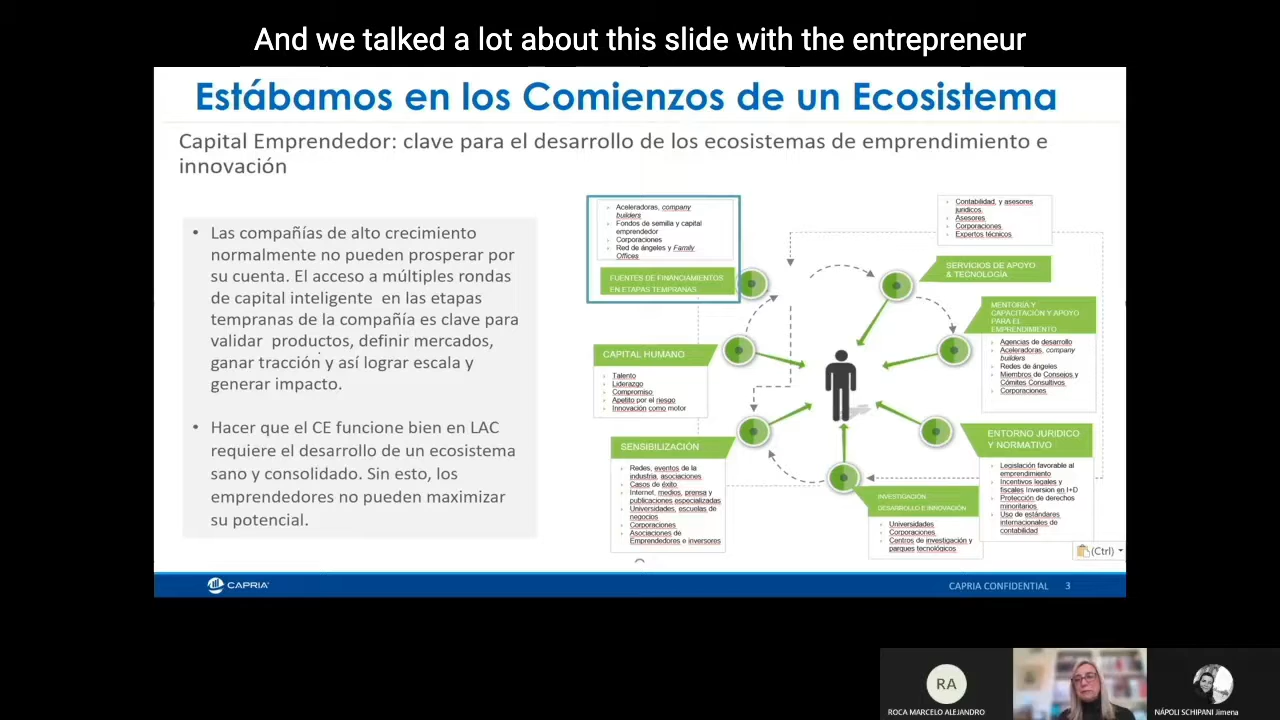 And we talked a lot about this slide with the entrepreneur
Estábamos en los Comienzos de un Ecosistema
Capital Emprendedor: clave para el desarrollo de los ecosistemas de emprendimiento e
innovación
• Las compañías de alto crecimiento
normalmente no pueden prosperar por
su cuenta. El acceso a múltiples rondas
de capital inteligente en las etapas
tempranas de la compañía es clave para
validar productos, definir mercados,
ganar tracción y así lograr escala y
generar impacto.
• Hacer que el CE funcione bien en LAC
requiere el desarrollo de un ecosistema
sano y consolidado. Sin esto, los
emprendedores no pueden maximizar
su potencial.
Aceleradoras, company
builders
Fondos de semilla y capital
emprendedor
Corporaciones
Red de ángeles y Family
Offices
FUENTES DE FINANCIAMIENTOS
EN ETAPAS TEMPRANAS
Contabilidad, y asesores
jurídicos
Asesores
Corporaciones
Expertos técnicos
SERVICIOS DE APOYO
& TECNOLOGÍA
MENTORIA Y
CAPACITACIÓN Y APOYO
PARA EL
EMPRENDIMIENTO
Agencias de desarrollo
Aceleradoras, company
builders
Redes de ángeles
Miembros de Consejos y
Cómites Consultivos
Corporaciones
CAPITAL HUMANO
Talento
Liderazgo
Compromiso
Apetito por el riesgo
Innovación como motor
SENSIBILIZACIÓN
Redes, eventos de la
industria, asociaciones
Casos de éxito
Internet, medios, prensa y
publicaciones especializadas
Universidades, escuelas de
negocios
Corporaciones
Asociaciones de
Emprendedores e inversores
ENTORNO JURIDICO
Y NORMATIVO
Legislación favorable al
emprendimiento
Incentivos legales y
fiscales Inversion en I+D
Protección de derechos
minoritarios
Uso de estándares
internacionales de
contabilidad
INVESTIGACIÓN
DESARROLLO E INNOVACIÓN
Universidades
Corporaciones
Centros de investigación y
parques tecnológicos
(Ctrl)
CAPRIA
CAPRIA CONFIDENTIAL 3
RA
ROCA MARCELO ALEJANDRO
NÁPOLI SCHIPANI Jimena